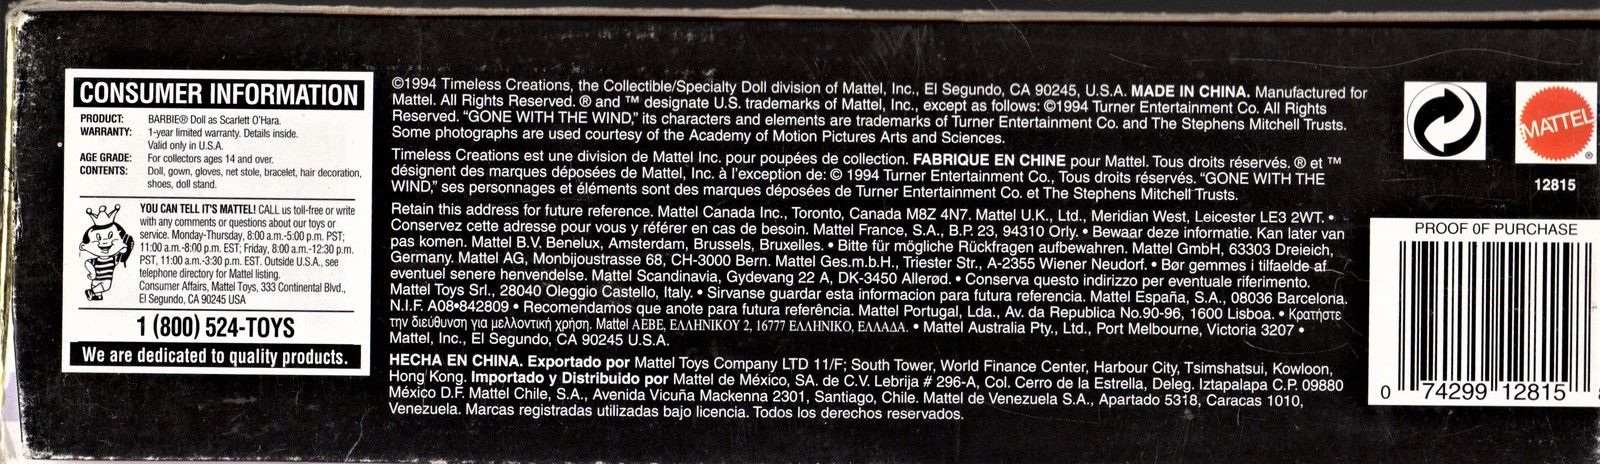 CONSUMER INFORMATION
PRODUCT: BARBIE® Doll as Scarlett O'Hara.
WARRANTY: 1-year limited warranty. Details inside.
Valid only in U.S.A.
AGE GRADE: For collectors ages 14 and over.
CONTENTS: Doll, gown, gloves, net stole, bracelet, hair decoration,
shoes, doll stand.
YOU CAN TELL IT'S MATTEL! CALL us toll-free or write
with any comments or questions about our toys or
service. Monday-Thursday, 8:00 a.m.-5:00 p.m. PST;
11:00 a.m.-8:00 p.m. EST; Friday, 8:00 a.m.-12:30 p.m.
PST, 11:00 a.m.-3:30 p.m. EST. Outside U.S.A., see
telephone directory for Mattel listing.
Consumer Affairs, Mattel Toys, 333 Continental Blvd.,
El Segundo, CA 90245 USA
1 (800) 524-TOYS
We are dedicated to quality products.
©1994 Timeless Creations, the Collectible/Specialty Doll division of Mattel, Inc., El Segundo, CA 90245, U.S.A. MADE IN CHINA. Manufactured for
Mattel. All Rights Reserved. ® and ™ designate U.S. trademarks of Mattel, Inc., except as follows: ©1994 Turner Entertainment Co. All Rights
Reserved. “GONE WITH THE WIND,” its characters and elements are trademarks of Turner Entertainment Co. and The Stephens Mitchell Trusts.
Some photographs are used courtesy of the Academy of Motion Pictures Arts and Sciences.
Timeless Creations est une division de Mattel Inc. pour poupées de collection. FABRIQUE EN CHINE pour Mattel. Tous droits réservés. ® et ™
désignent des marques déposées de Mattel, Inc. à l'exception de: © 1994 Turner Entertainment Co., Tous droits réservés. “GONE WITH THE
WIND,” ses personnages et éléments sont des marques déposées de Turner Entertainment Co. et The Stephens Mitchell Trusts.
Retain this address for future reference. Mattel Canada Inc., Toronto, Canada M8Z 4N7. Mattel U.K., Ltd., Meridian West, Leicester LE3 2WT. •
Conservez cette adresse pour vous y référer en cas de besoin. Mattel France, S.A., B.P. 23, 94310 Orly. • Bewaar deze informatie. Kan later van
pas komen. Mattel B.V. Benelux, Amsterdam, Brussels, Bruxelles. • Bitte für mögliche Rückfragen aufbewahren. Mattel GmbH, 63303 Dreieich,
Germany. Mattel AG, Monbijoustrasse 68, CH-3000 Bern. Mattel Ges.m.b.H., Triester Str., A-2355 Wiener Neudorf. • Bør gemmes i tilfaelde af
eventuel senere henvendelse. Mattel Scandinavia, Gydevang 22 A, DK-3450 Allerød. • Conserva questo indirizzo per eventuale riferimento.
Mattel Toys Srl., 28040 Oleggio Castello, Italy. • Sirvanse guardar esta informacion para futura referencia. Mattel España, S.A., 08036 Barcelona.
N.I.F. A08•842809 • Recomendamos que anote para futura referência. Mattel Portugal, Lda., Av. da Republica No.90-96, 1600 Lisboa. • Κρατήστε
την διεύθυνση για μελλοντική χρήση. Mattel ΑΕΒΕ, ΕΛΛΗΝΙΚΟΥ 2, 16777 ΕΛΛΗΝΙΚΟ, ΕΛΛΑΔΑ. • Mattel Australia Pty., Ltd., Port Melbourne, Victoria 3207 •
Mattel, Inc., El Segundo, CA 90245 U.S.A.
HECHA EN CHINA. Exportado por Mattel Toys Company LTD 11/F; South Tower, World Finance Center, Harbour City, Tsimshatsui, Kowloon,
Hong Kong. Importado y Distribuido por Mattel de México, SA. de C.V. Lebrija # 296-A, Col. Cerro de la Estrella, Deleg. Iztapalapa C.P. 09880
México D.F. Mattel Chile, S.A., Avenida Vicuña Mackenna 2301, Santiago, Chile. Mattel de Venezuela S.A., Apartado 5318, Caracas 1010,
Venezuela. Marcas registradas utilizadas bajo licencia. Todos los derechos reservados.
MATTEL ®
12815
PROOF OF PURCHASE
0 74299 12815